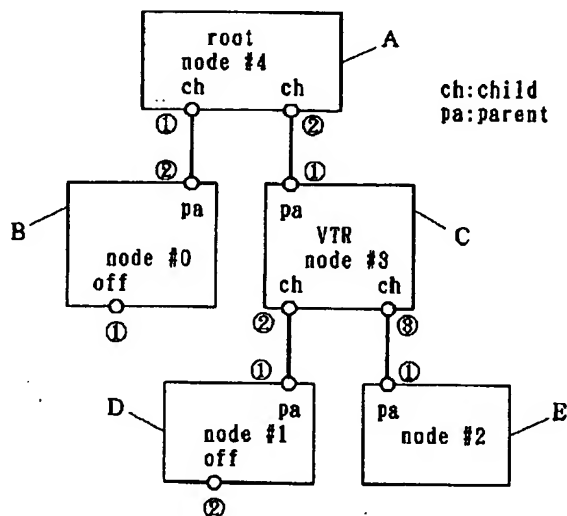 root
node #4
A
ch ch
ch:child
pa:parent
① ②
② ①
B
pa
pa
C
node #0
VTR
node #3
off
ch ch
①
② ③
① ①
D
pa
pa
E
node #1
node #2
off
②